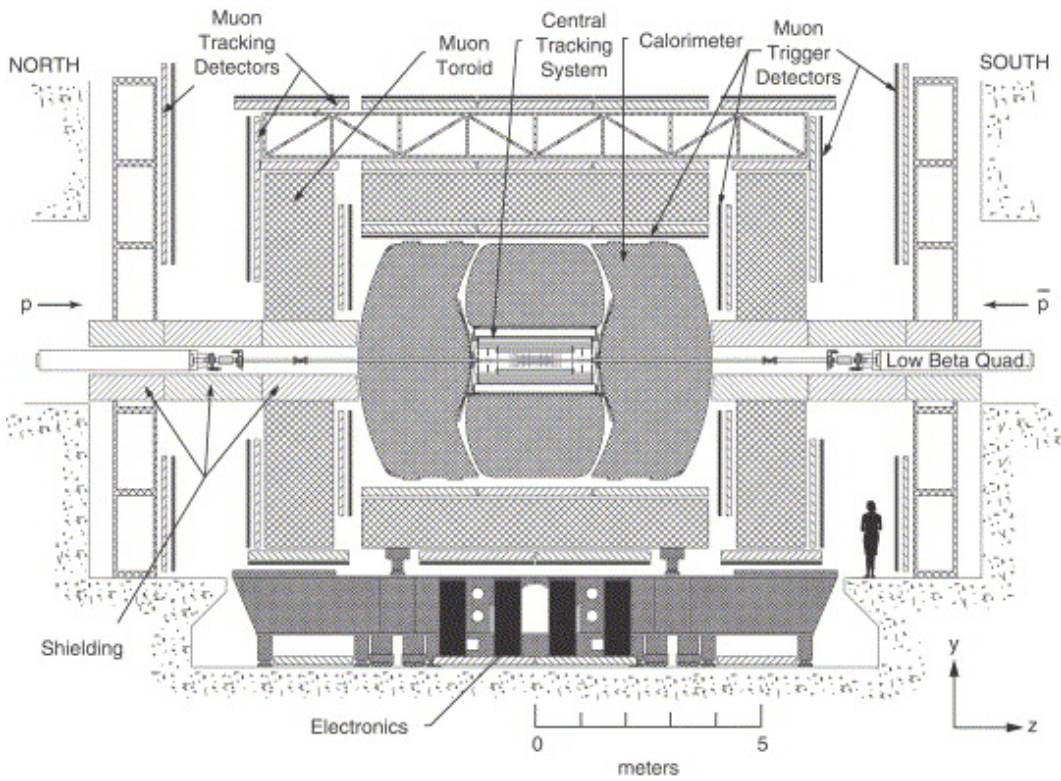 Muon
Tracking
Detectors
Muon
Toroid
Central
Tracking
System
Calorimeter
Muon
Trigger
Detectors
NORTH
SOUTH
p
p̅
Low Beta Quad.
Shielding
Electronics
0
5
meters
y
z